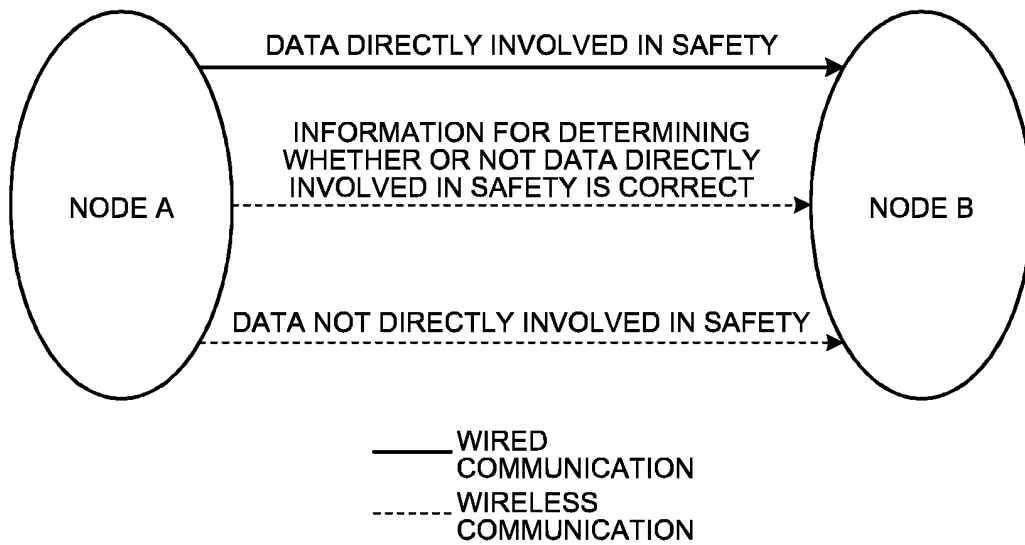 DATA DIRECTLY INVOLVED IN SAFETY
INFORMATION FOR DETERMINING
WHETHER OR NOT DATA DIRECTLY
INVOLVED IN SAFETY IS CORRECT
NODE A
NODE B
DATA NOT DIRECTLY INVOLVED IN SAFETY
WIRED
COMMUNICATION
WIRELESS
COMMUNICATION